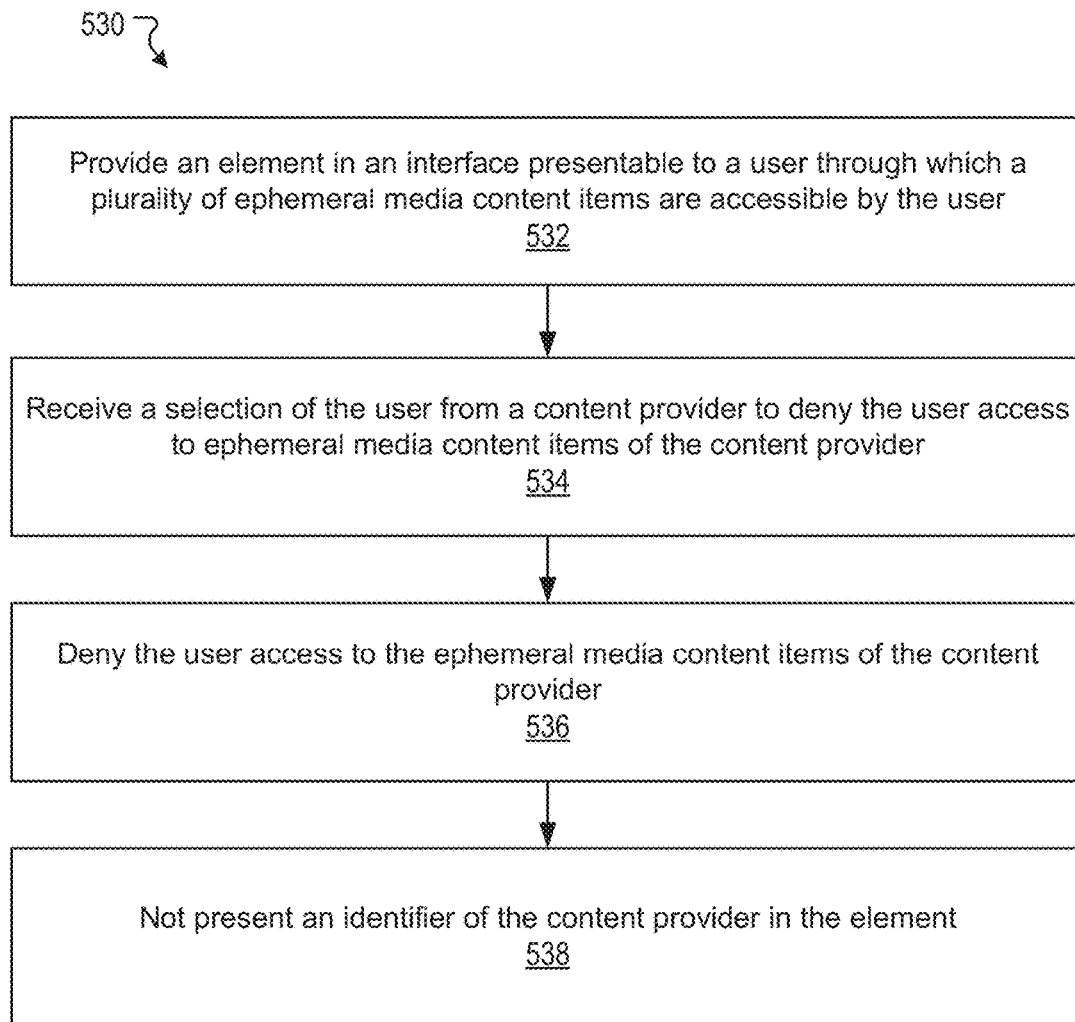 530
Provide an element in an interface presentable to a user through which a
plurality of ephemeral media content items are accessible by the user
532
Receive a selection of the user from a content provider to deny the user access
to ephemeral media content items of the content provider
534
Deny the user access to the ephemeral media content items of the content
provider
536
Not present an identifier of the content provider in the element
538